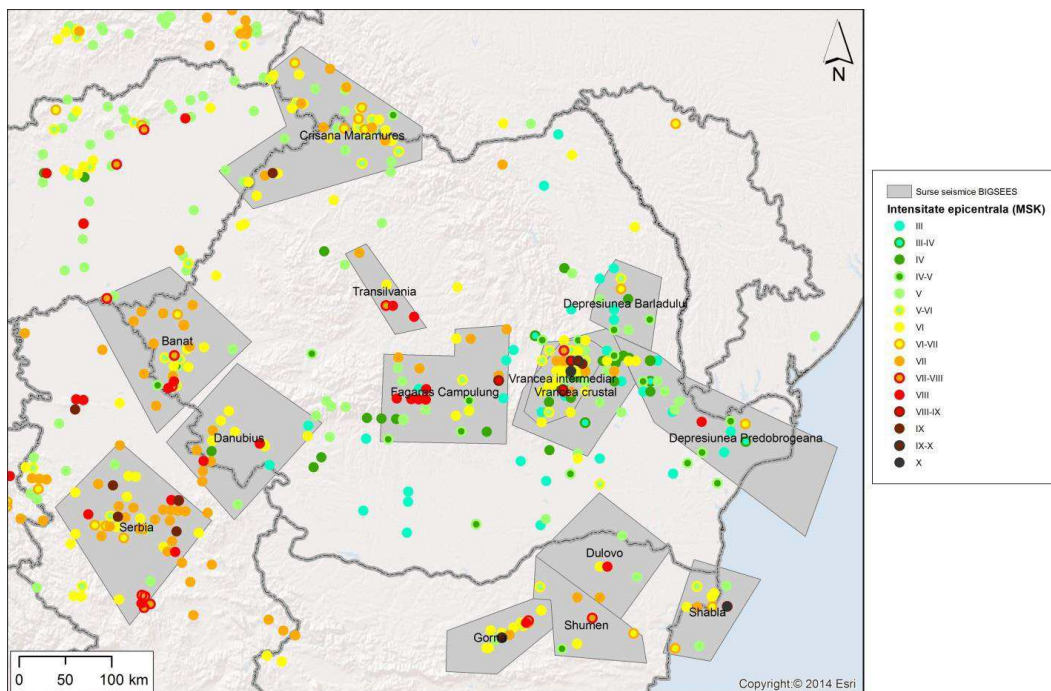 N
Crisana Maramures
Transilvania
Depresiunea Barladului
Banat
Fagaras Campulung
Vrancea intermediar
Vrancea crustal
Danubius
Depresiunea Predobrogeana
Serbia
Dulovo
Shabla
Shumen
Gorna
0 50 100 km
Copyright:© 2014 Esri
Surse seismice BIGSEES
Intensitate epicentrala (MSK)
III
III-IV
IV
IV-V
V
V-VI
VI
VI-VII
VII
VII-VIII
VIII
VIII-IX
IX
IX-X
X